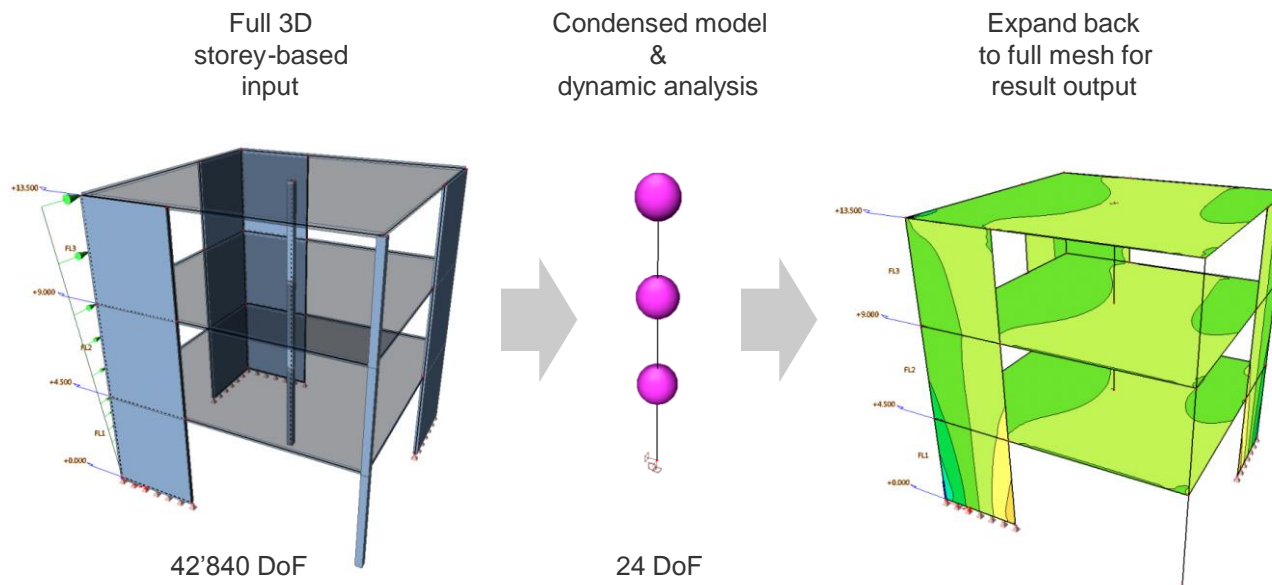 Full 3D
storey-based
input
Condensed model
&
dynamic analysis
Expand back
to full mesh for
result output
+13.500
FL3
+9.000
FL2
+4.500
FL1
+0.000
+13.500
FL3
+9.000
FL2
+4.500
FL1
+0.000
42’840 DoF
24 DoF